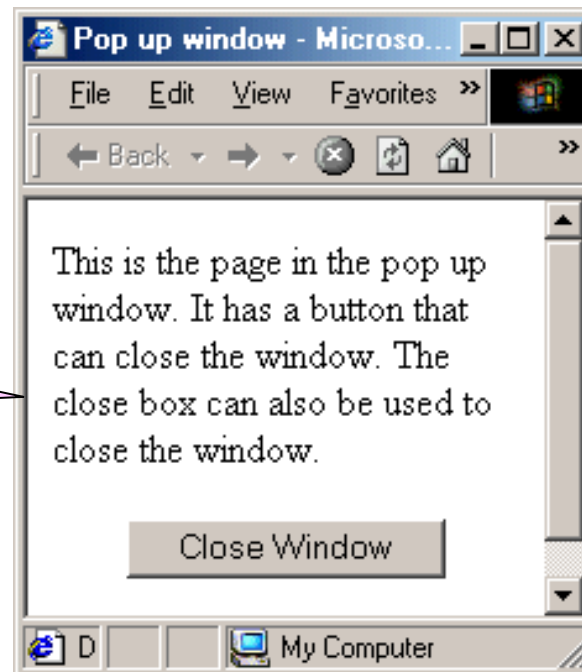 Pop up window - Microso...
File Edit View Favorites »
Back »
This is the page in the pop up
window. It has a button that
can close the window. The
close box can also be used to
close the window.
Close Window
D My Computer